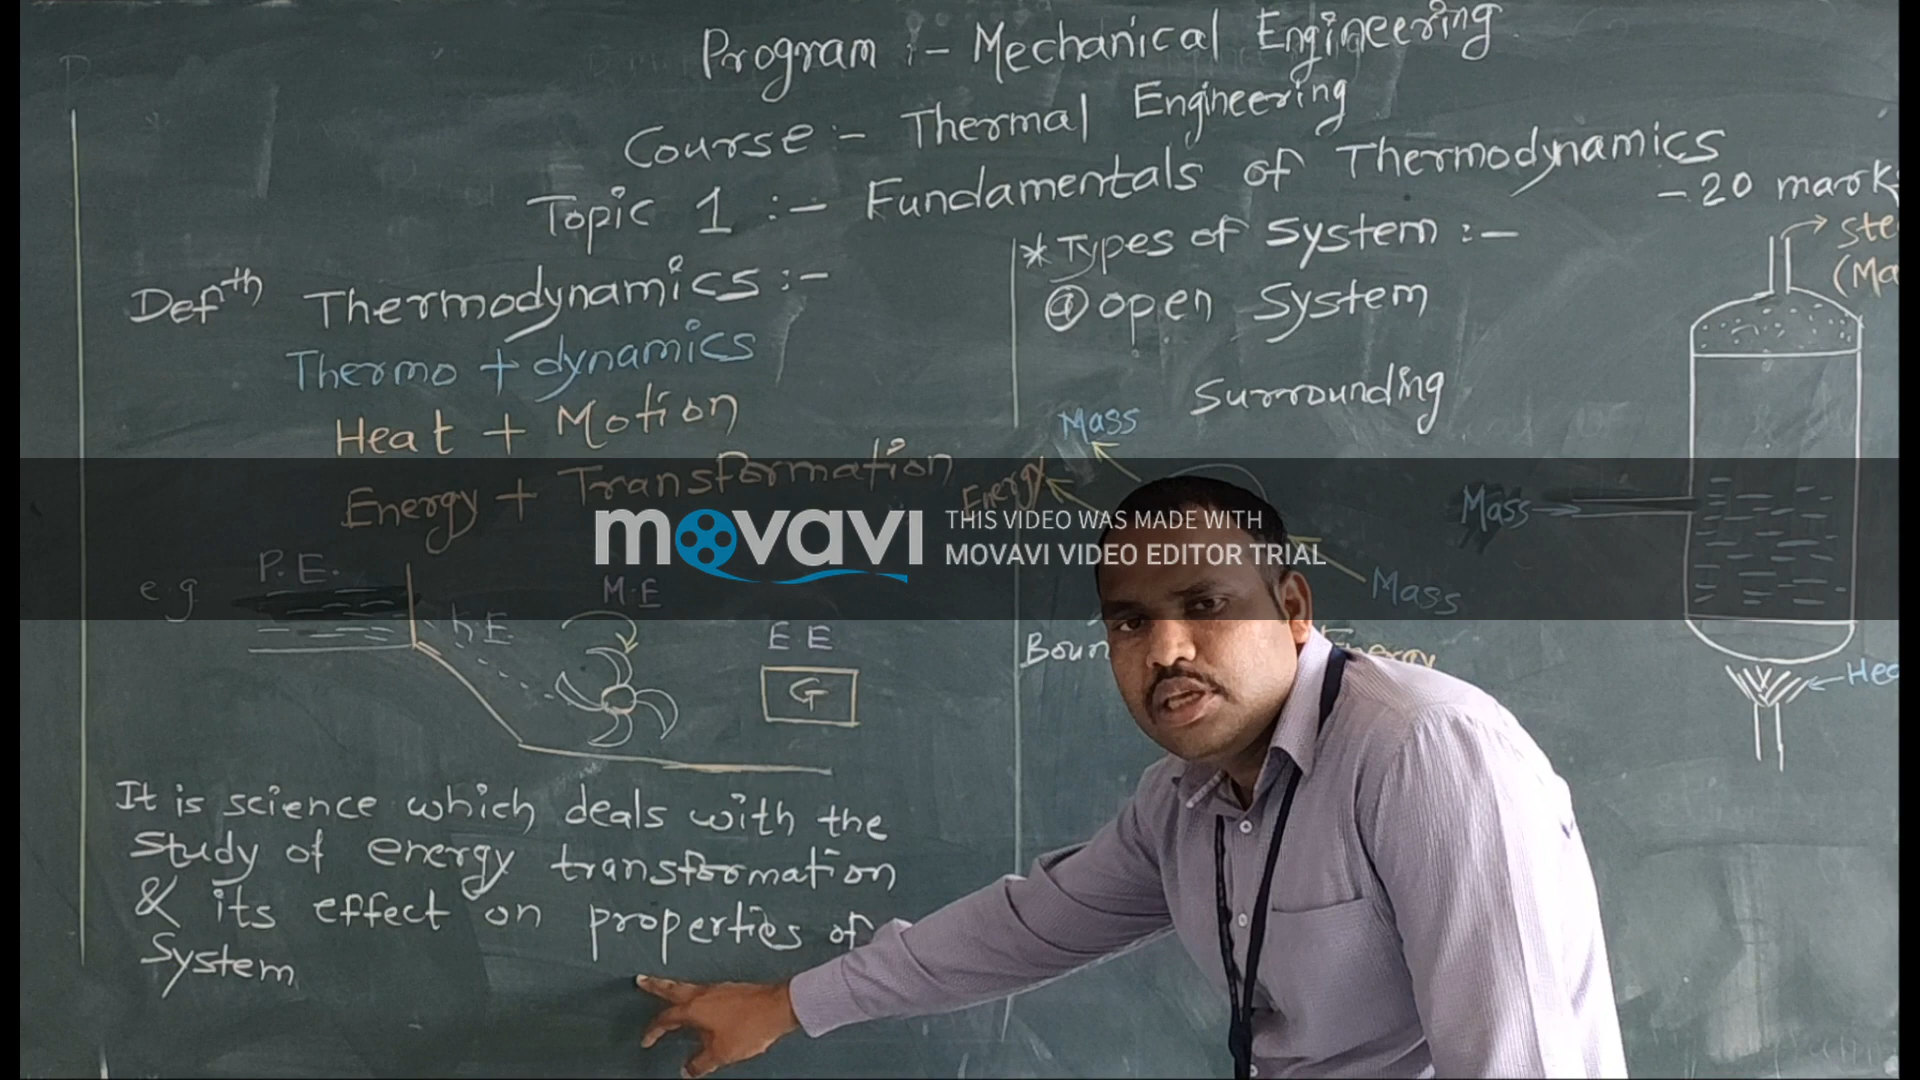 Program :- Mechanical Engineering
Course :- Thermal Engineering
Topic 1 :- Fundamentals of Thermodynamics
- 20 mark
Defth Thermodynamics :-
Thermo + dynamics
Heat + Motion
Energy + Transformation
e.g
P.E.
k.E.
M.E
E E
G
It is science which deals with the
study of energy transformation
& its effect on properties of
System
* Types of System :-
open System
Surrounding
Mass
Energy
Mass
Energy
Mass
movavi
THIS VIDEO WAS MADE WITH
MOVAVI VIDEO EDITOR TRIAL